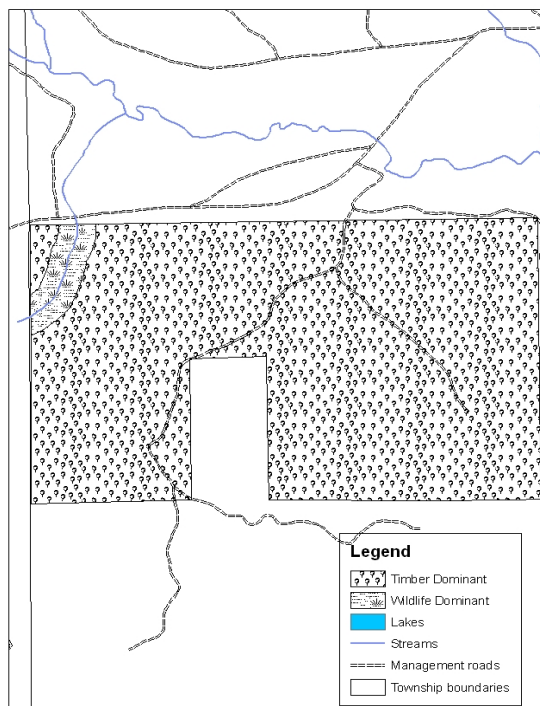 Legend
Timber Dominant
Wildlife Dominant
Lakes
Streams
Management roads
Township boundaries